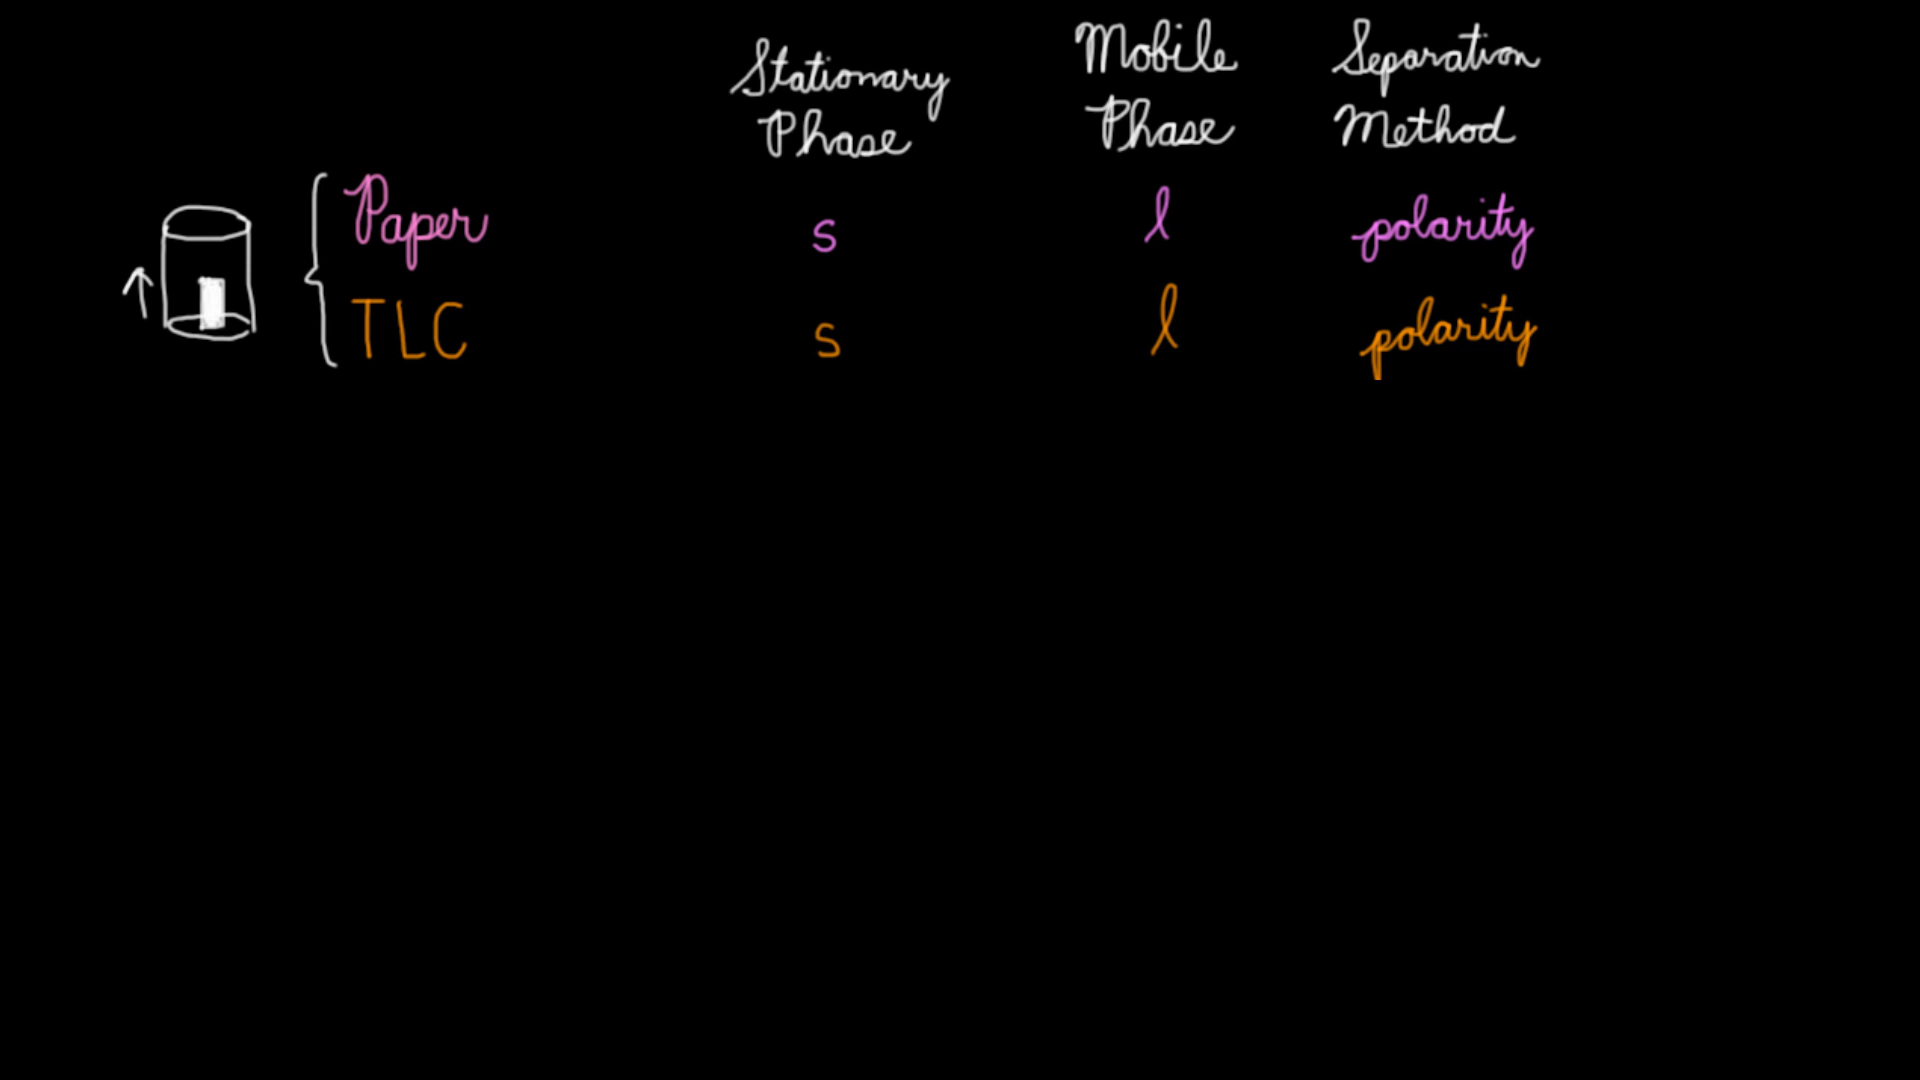 Stationary Phase
Mobile Phase
Separation Method
Paper s l polarity
TLC s l polarity